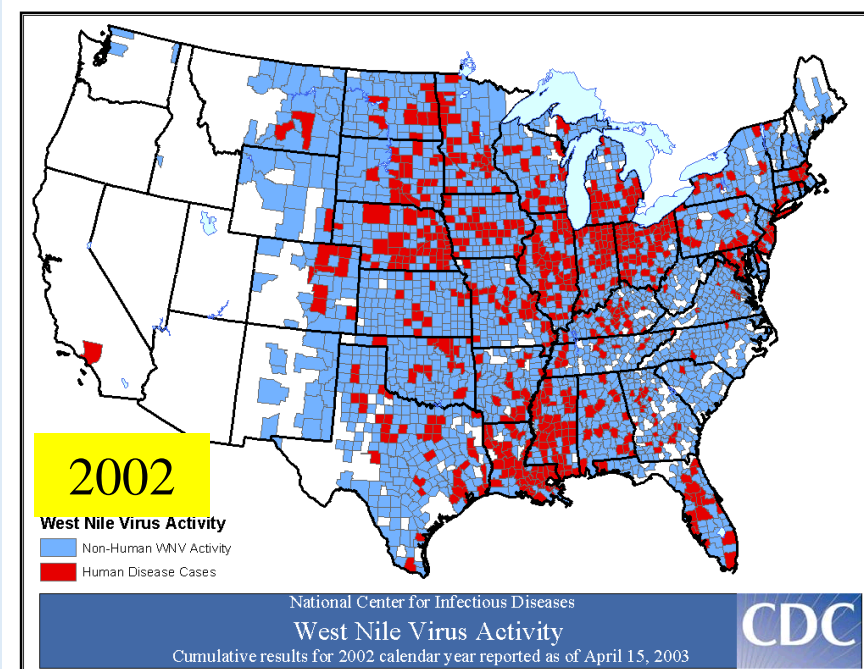 2002
West Nile Virus Activity
Non-Human WNV Activity
Human Disease Cases
National Center for Infectious Diseases
West Nile Virus Activity
Cumulative results for 2002 calendar year reported as of April 15, 2003
CDC